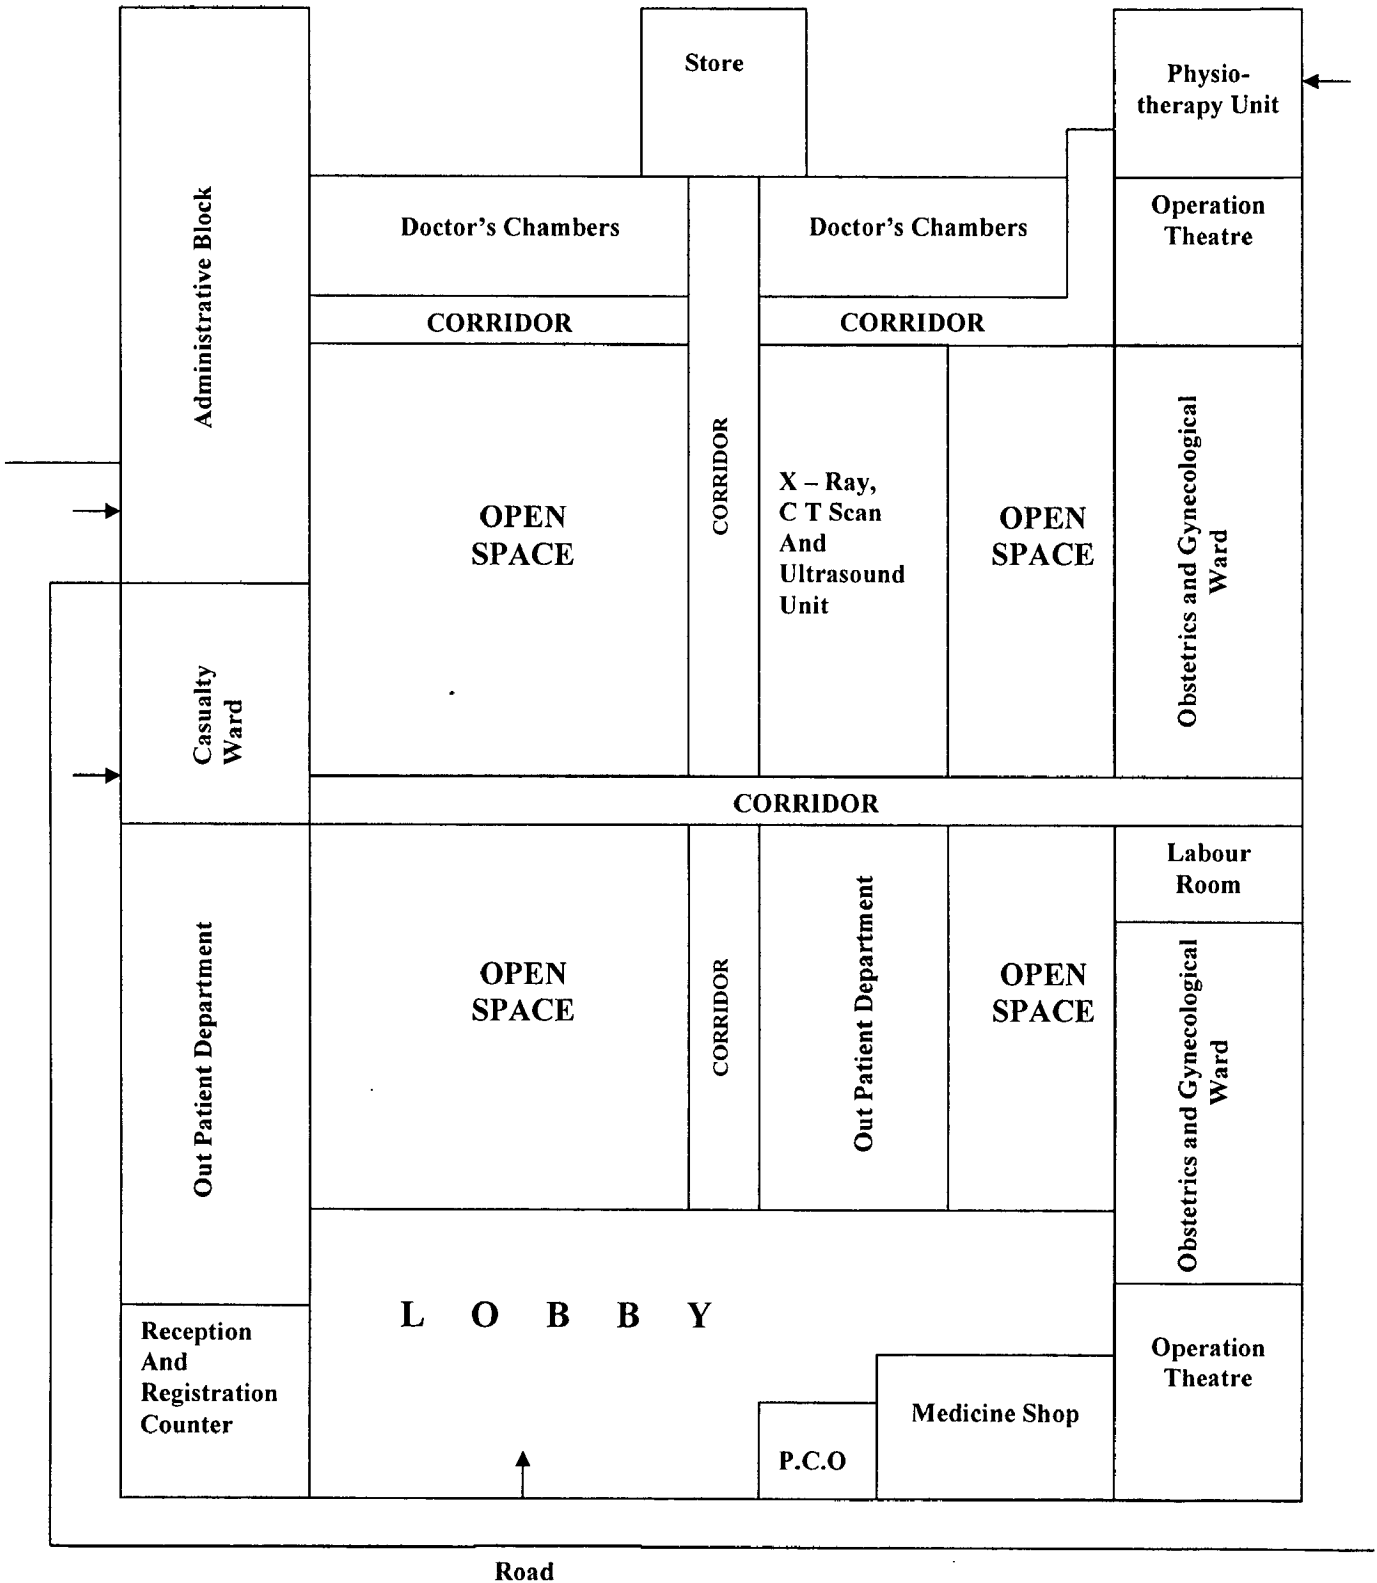 Store
Physio-
therapy Unit
Administrative Block
Doctor's Chambers
Doctor's Chambers
Operation
Theatre
CORRIDOR
CORRIDOR
OPEN
SPACE
CORRIDOR
X – Ray,
C T Scan
And
Ultrasound
Unit
OPEN
SPACE
Obstetrics and Gynecological
Ward
Casualty
Ward
CORRIDOR
Labour
Room
Out Patient Department
OPEN
SPACE
CORRIDOR
Out Patient Department
OPEN
SPACE
Obstetrics and Gynecological
Ward
L O B B Y
Reception
And
Registration
Counter
Operation
Theatre
Medicine Shop
P.C.O
Road